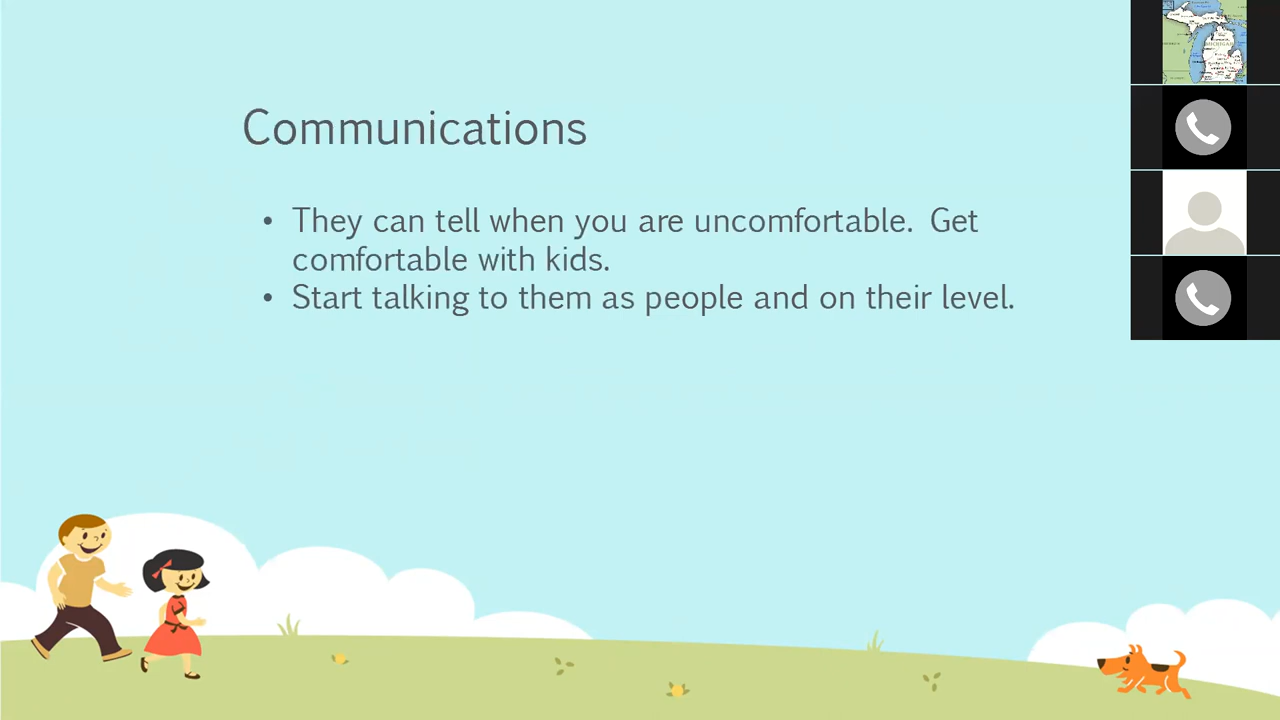 Communications
• They can tell when you are uncomfortable.  Get
comfortable with kids.
• Start talking to them as people and on their level.
MICHIGAN